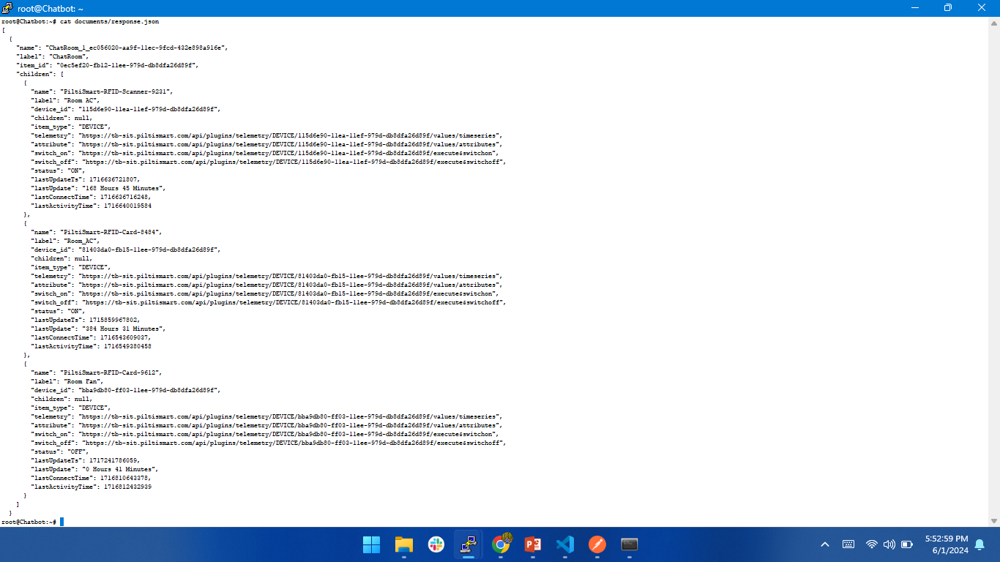 root@Chatbot: ~
root@Chatbot:~# cat documents/response.json
[
  {
    "name": "ChatRoom_1_ec056020-aa9f-11ec-9fcd-432e898a916e",
    "label": "ChatRoom",
    "item_id": "0ec5ef20-fb12-11ee-979d-db8dfa26d89f",
    "children": [
      {
        "name": "PiltiSmart-RFID-Scanner-9231",
        "label": "Room AC",
        "device_id": "115d6e90-11ea-11ef-979d-db8dfa26d89f",
        "children": null,
        "item_type": "DEVICE",
        "telemetry": "https://tb-sit.piltismart.com/api/plugins/telemetry/DEVICE/115d6e90-11ea-11ef-979d-db8dfa26d89f/values/timeseries",
        "attribute": "https://tb-sit.piltismart.com/api/plugins/telemetry/DEVICE/115d6e90-11ea-11ef-979d-db8dfa26d89f/values/attributes",
        "switch_on": "https://tb-sit.piltismart.com/api/plugins/telemetry/DEVICE/115d6e90-11ea-11ef-979d-db8dfa26d89f/execute&switchon",
        "switch_off": "https://tb-sit.piltismart.com/api/plugins/telemetry/DEVICE/115d6e90-11ea-11ef-979d-db8dfa26d89f/execute&switchoff",
        "status": "ON",
        "lastUpdateTs": 1716636721807,
        "lastUpdate": "168 Hours 45 Minutes",
        "lastConnectTime": 1716636716248,
        "lastActivityTime": 1716640019584
      },
      {
        "name": "PiltiSmart-RFID-Card-8484",
        "label": "Room_AC",
        "device_id": "81403da0-fb15-11ee-979d-db8dfa26d89f",
        "children": null,
        "item_type": "DEVICE",
        "telemetry": "https://tb-sit.piltismart.com/api/plugins/telemetry/DEVICE/81403da0-fb15-11ee-979d-db8dfa26d89f/values/timeseries",
        "attribute": "https://tb-sit.piltismart.com/api/plugins/telemetry/DEVICE/81403da0-fb15-11ee-979d-db8dfa26d89f/values/attributes",
        "switch_on": "https://tb-sit.piltismart.com/api/plugins/telemetry/DEVICE/81403da0-fb15-11ee-979d-db8dfa26d89f/execute&switchon",
        "switch_off": "https://tb-sit.piltismart.com/api/plugins/telemetry/DEVICE/81403da0-fb15-11ee-979d-db8dfa26d89f/execute&switchoff",
        "status": "ON",
        "lastUpdateTs": 1715859967802,
        "lastUpdate": "384 Hours 31 Minutes",
        "lastConnectTime": 1716543609037,
        "lastActivityTime": 1716549380458
      },
      {
        "name": "PiltiSmart-RFID-Card-9612",
        "label": "Room Fan",
        "device_id": "bba9db80-ff03-11ee-979d-db8dfa26d89f",
        "children": null,
        "item_type": "DEVICE",
        "telemetry": "https://tb-sit.piltismart.com/api/plugins/telemetry/DEVICE/bba9db80-ff03-11ee-979d-db8dfa26d89f/values/timeseries",
        "attribute": "https://tb-sit.piltismart.com/api/plugins/telemetry/DEVICE/bba9db80-ff03-11ee-979d-db8dfa26d89f/values/attributes",
        "switch_on": "https://tb-sit.piltismart.com/api/plugins/telemetry/DEVICE/bba9db80-ff03-11ee-979d-db8dfa26d89f/execute&switchon",
        "switch_off": "https://tb-sit.piltismart.com/api/plugins/telemetry/DEVICE/bba9db80-ff03-11ee-979d-db8dfa26d89f/execute&switchoff",
        "status": "OFF",
        "lastUpdateTs": 1717241786059,
        "lastUpdate": "0 Hours 41 Minutes",
        "lastConnectTime": 1716810643378,
        "lastActivityTime": 1716812432939
      }
    ]
  }
root@Chatbot:~#
5:52:59 PM
6/1/2024